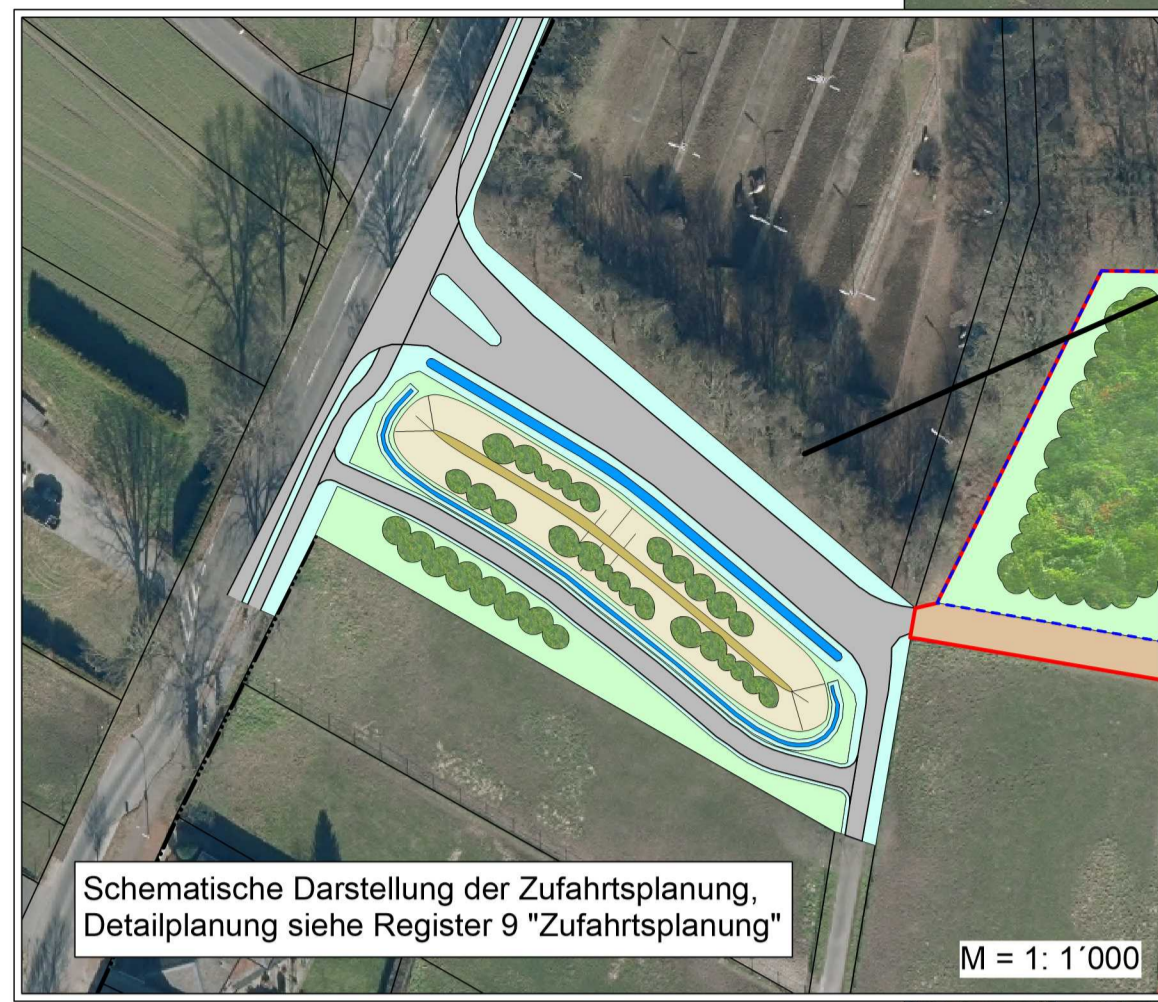 Schematische Darstellung der Zufahrtsplanung,
Detailplanung siehe Register 9 "Zufahrtsplanung"
M = 1: 1´000